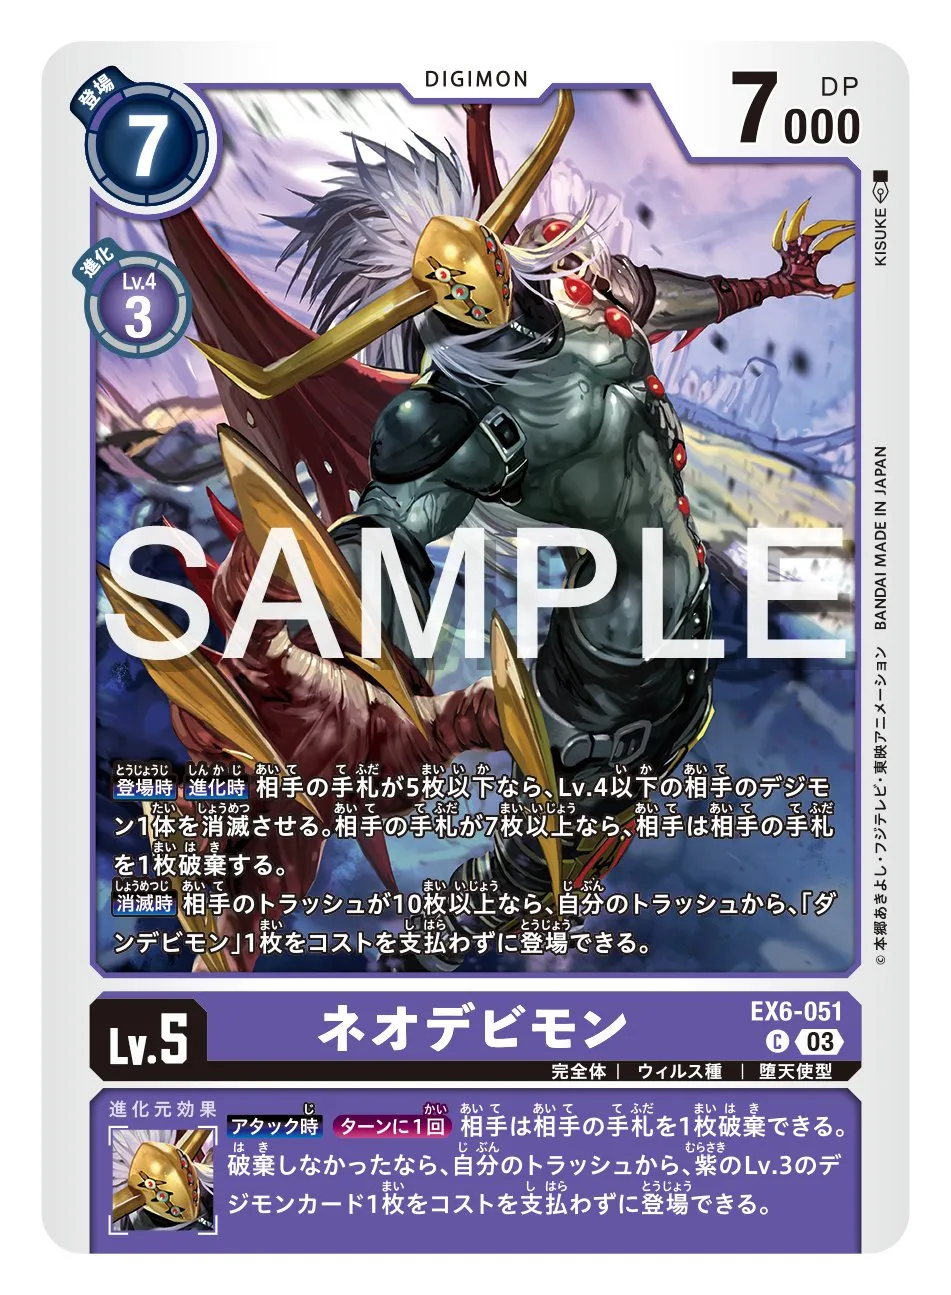 DIGIMON
登場
7
7000
DP
進化
Lv.4
3
KISUKE
SAMPLE
BANDAI MADE IN JAPAN
©本郷あきよし・フジテレビ・東映アニメーション
登場時 進化時 相手の手札が5枚以下なら、Lv.4以下の相手のデジモ
ン1体を消滅させる。相手の手札が7枚以上なら、相手は相手の手札
を1枚破棄する。
消滅時 相手のトラッシュが10枚以上なら、自分のトラッシュから、「ダ
ンデビモン」1枚をコストを支払わずに登場できる。
Lv.5
ネオデビモン
EX6-051
C 03
完全体 | ウィルス種 | 堕天使型
進化元効果
アタック時 ターンに1回 相手は相手の手札を1枚破棄できる。
破棄しなかったなら、自分のトラッシュから、紫のLv.3のデ
ジモンカード1枚をコストを支払わずに登場できる。